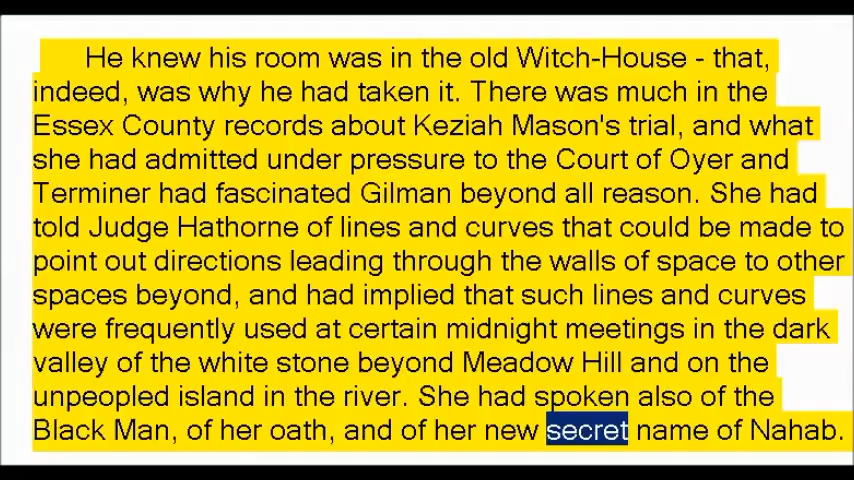 He knew his room was in the old Witch-House - that,
indeed, was why he had taken it. There was much in the
Essex County records about Keziah Mason's trial, and what
she had admitted under pressure to the Court of Oyer and
Terminer had fascinated Gilman beyond all reason. She had
told Judge Hathorne of lines and curves that could be made to
point out directions leading through the walls of space to other
spaces beyond, and had implied that such lines and curves
were frequently used at certain midnight meetings in the dark
valley of the white stone beyond Meadow Hill and on the
unpeopled island in the river. She had spoken also of the
Black Man, of her oath, and of her new secret name of Nahab.